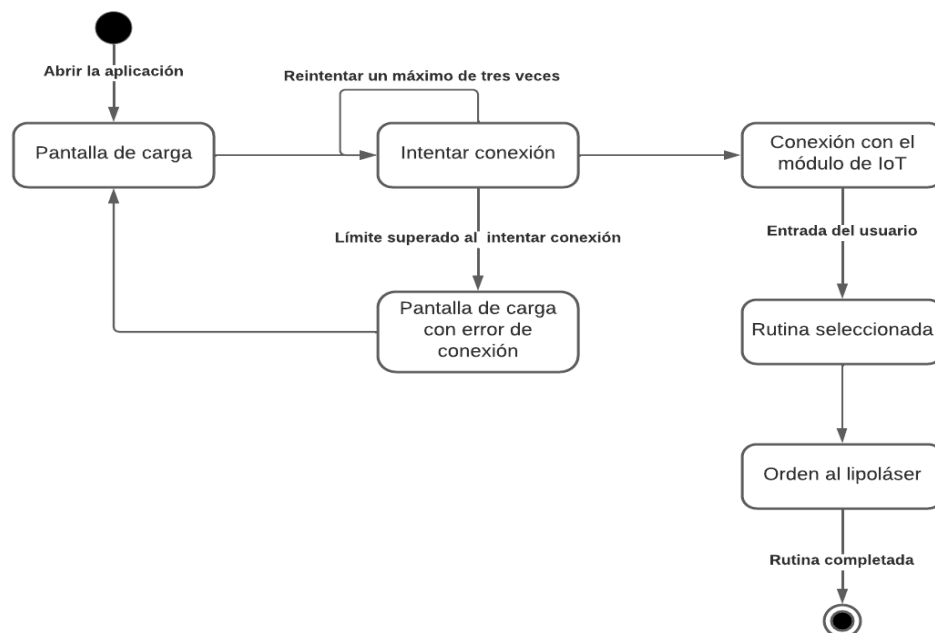 Abrir la aplicación
Reintentar un máximo de tres veces
Pantalla de carga
Intentar conexión
Conexión con el
módulo de IoT
Límite superado al intentar conexión
Entrada del usuario
Pantalla de carga
con error de
conexión
Rutina seleccionada
Orden al lipoláser
Rutina completada